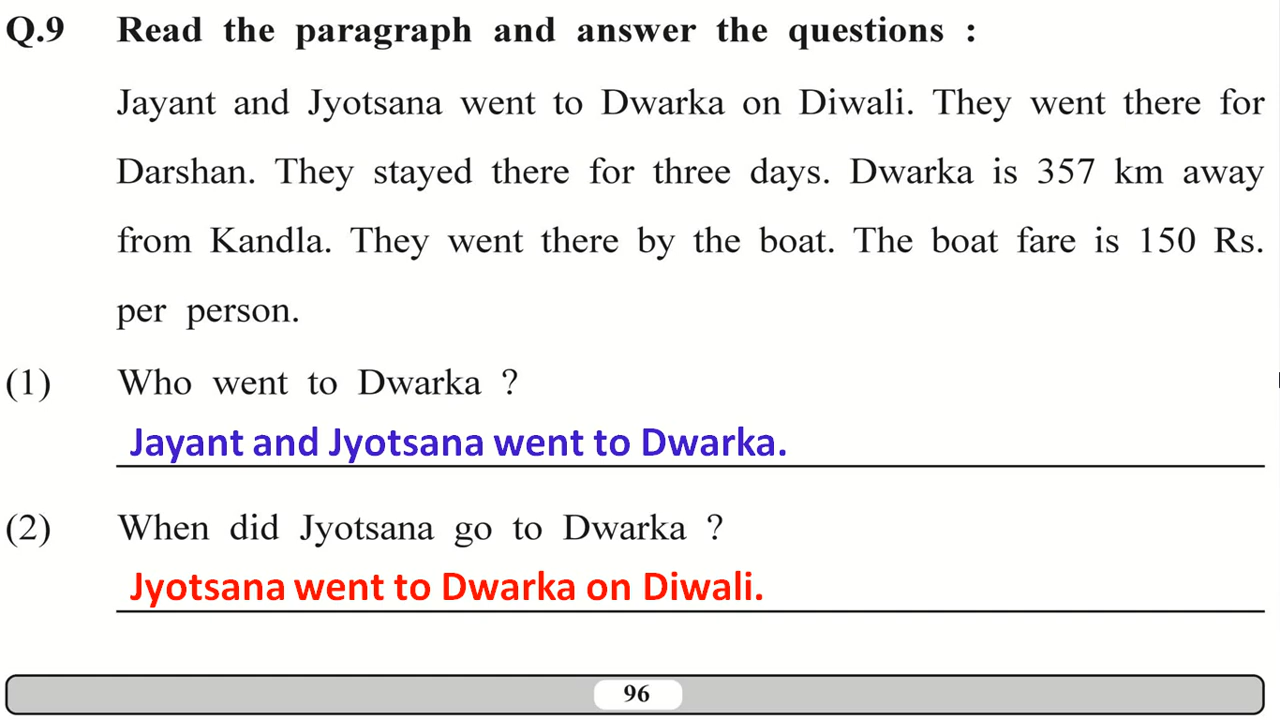 Q.9 Read the paragraph and answer the questions :
Jayant and Jyotsana went to Dwarka on Diwali. They went there for
Darshan. They stayed there for three days. Dwarka is 357 km away
from Kandla. They went there by the boat. The boat fare is 150 Rs.
per person.
(1) Who went to Dwarka ?
Jayant and Jyotsana went to Dwarka.
(2) When did Jyotsana go to Dwarka ?
Jyotsana went to Dwarka on Diwali.
96